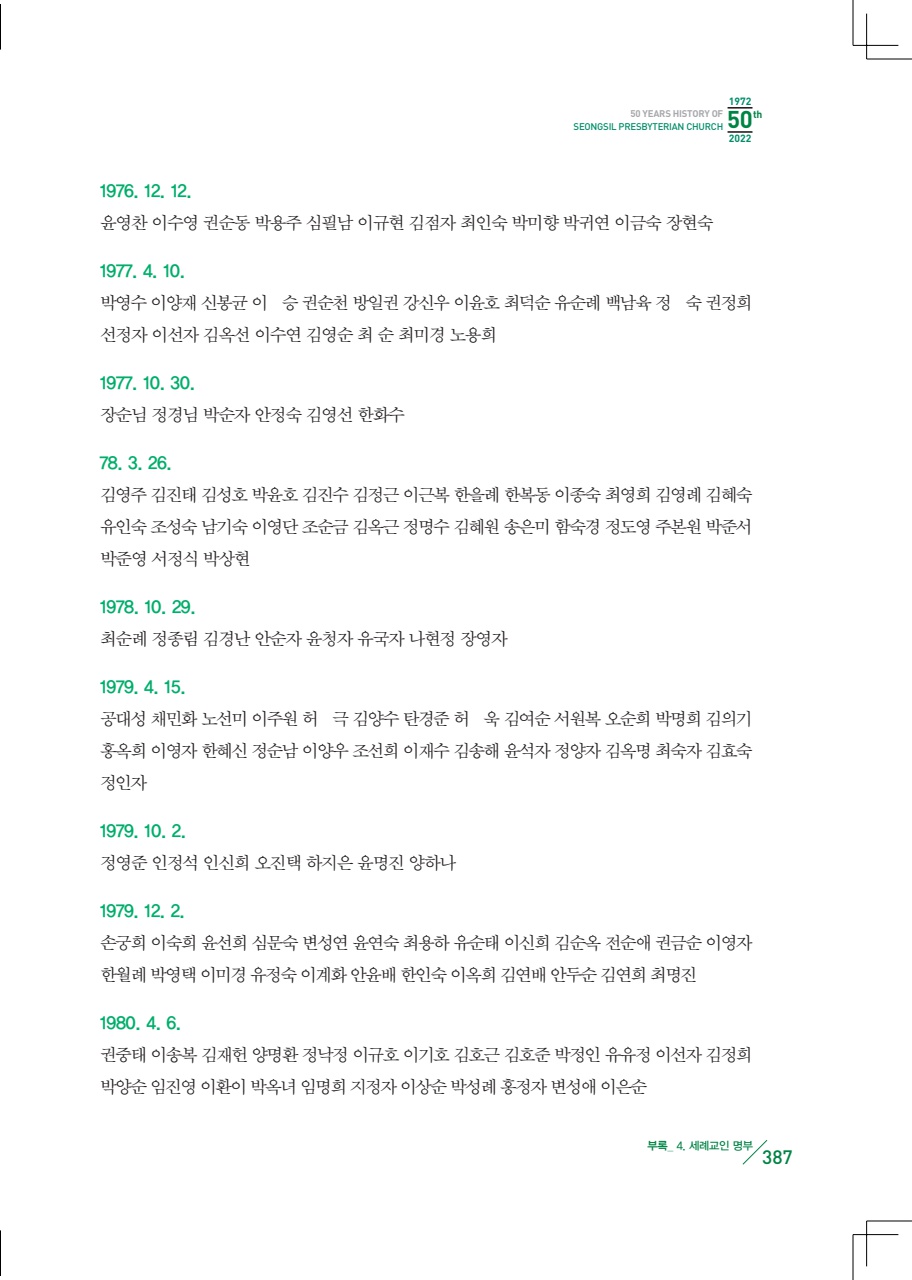 1972
50 YEARS HISTORY OF
SEONGSIL PRESBYTERIAN CHURCH
50th
2022
1976. 12. 12.
윤영찬 이수영 권순동 박용주 심필남 이규현 김점자 최인숙 박미향 박귀연 이금숙 장현숙
1977. 4. 10.
박영수 이양재 신봉균 이 승 권순천 방일권 강신우 이윤호 최덕순 유순례 백남육 정 숙 권정희
선정자 이선자 김옥선 이수연 김영순 최 순 최미경 노용희
1977. 10. 30.
장순님 정경님 박순자 안정숙 김영선 한화수
78. 3. 26.
김영주 김진태 김성호 박윤호 김진수 김정근 이근복 한을례 한복동 이종숙 최영희 김영례 김혜숙
유인숙 조성숙 남기숙 이영단 조순금 김옥근 정명수 김혜원 송은미 함숙경 정도영 주본원 박준서
박준영 서정식 박상현
1978. 10. 29.
최순례 정종림 김경난 안순자 윤청자 유국자 나현정 장영자
1979. 4. 15.
공대성 채민화 노선미 이주원 허 극 김양수 탄경준 허 욱 김여순 서원복 오순희 박명희 김의기
홍옥희 이영자 한혜신 정순남 이양우 조선희 이재수 김송해 윤석자 정양자 김옥명 최숙자 김효숙
정인자
1979. 10. 2.
정영준 인정석 인신희 오진택 하지은 윤명진 양하나
1979. 12. 2.
손궁희 이숙희 윤선희 심문숙 변성연 윤연숙 최용하 유순태 이신희 김순옥 전순애 권금순 이영자
한월례 박영택 이미경 유정숙 이계화 안윤배 한인숙 이옥희 김연배 안두순 김연희 최명진
1980. 4. 6.
권중태 이송복 김재헌 양명환 정낙정 이규호 이기호 김호근 김호준 박정인 유유정 이선자 김정희
박양순 임진영 이환이 박옥녀 임명희 지정자 이상순 박성례 홍정자 변성애 이은순
부록_ 4. 세례교인 명부
387